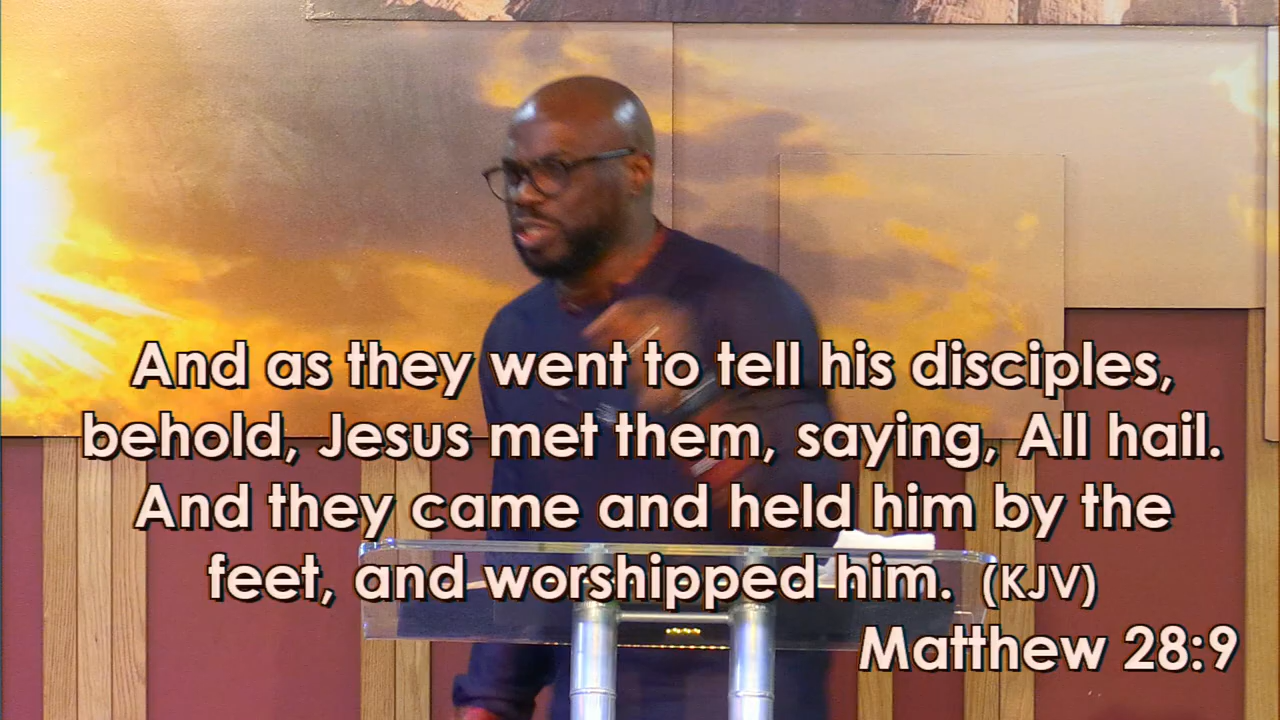 And as they went to tell his disciples,
behold, Jesus met them, saying, All hail.
And they came and held him by the
feet, and worshipped him. (KJV)
Matthew 28:9